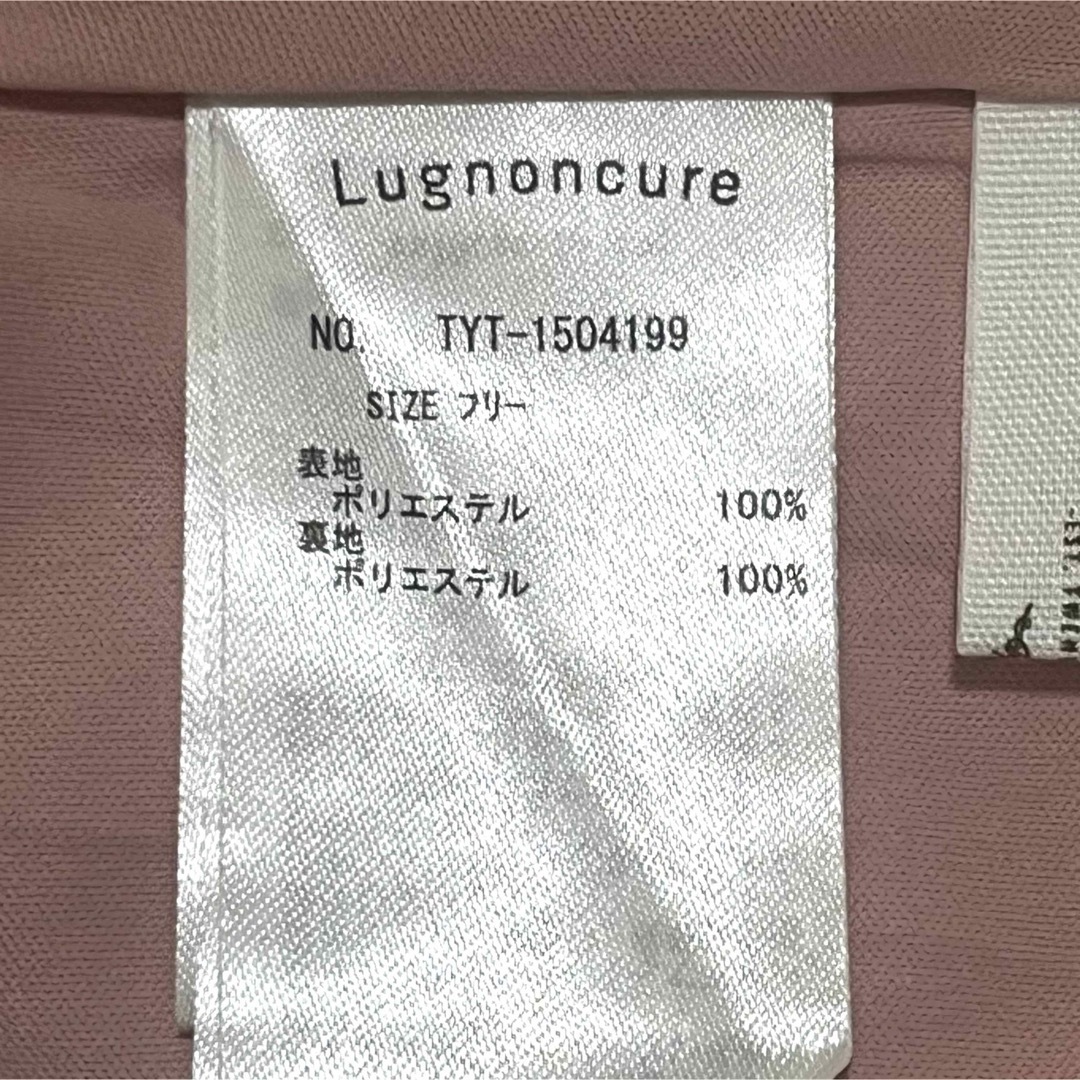 Lugnoncure
NO. TYT-1504199
SIZE フリー
表地
ポリエステル 100%
裏地
ポリエステル 100%
-EST.